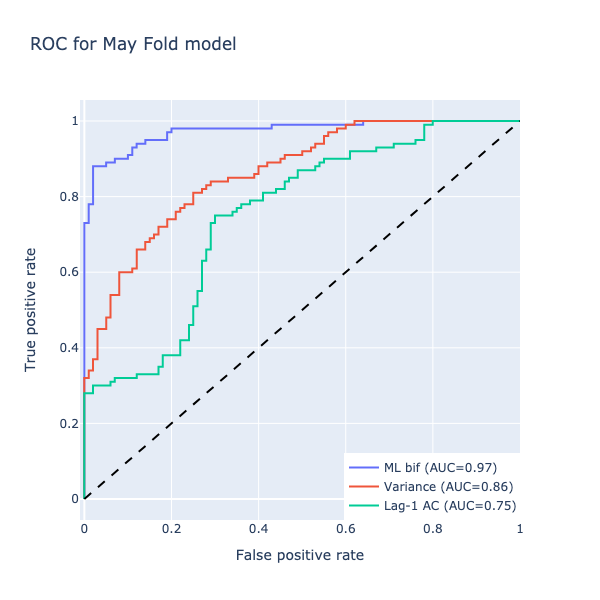 ROC for May Fold model
True positive rate
1
0.8
0.6
0.4
0.2
0
ML bif (AUC=0.97)
Variance (AUC=0.86)
Lag-1 AC (AUC=0.75)
0 0.2 0.4 0.6 0.8 1
False positive rate